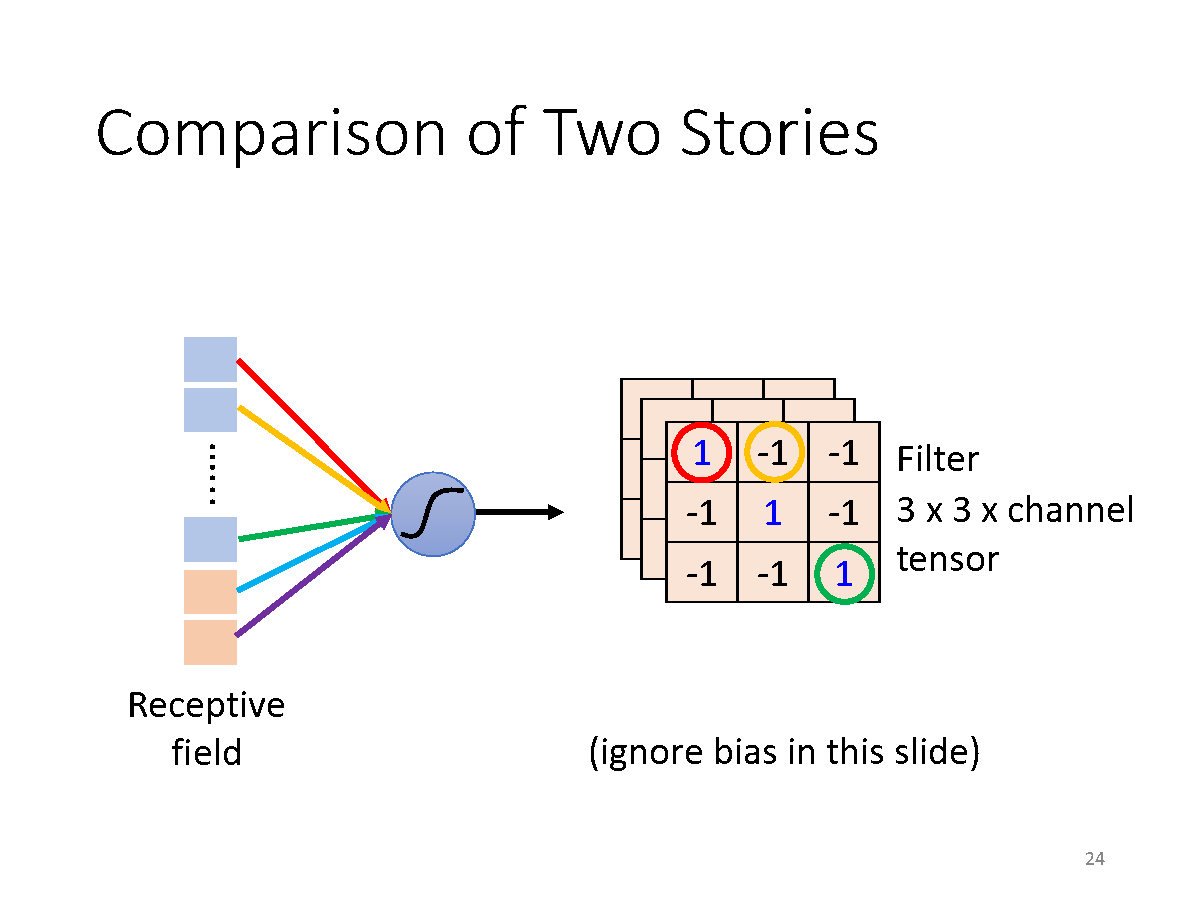 Comparison of Two Stories
1 -1 -1
-1 1 -1
-1 -1 1
Filter
3 x 3 x channel
tensor
Receptive
field
(ignore bias in this slide)
24